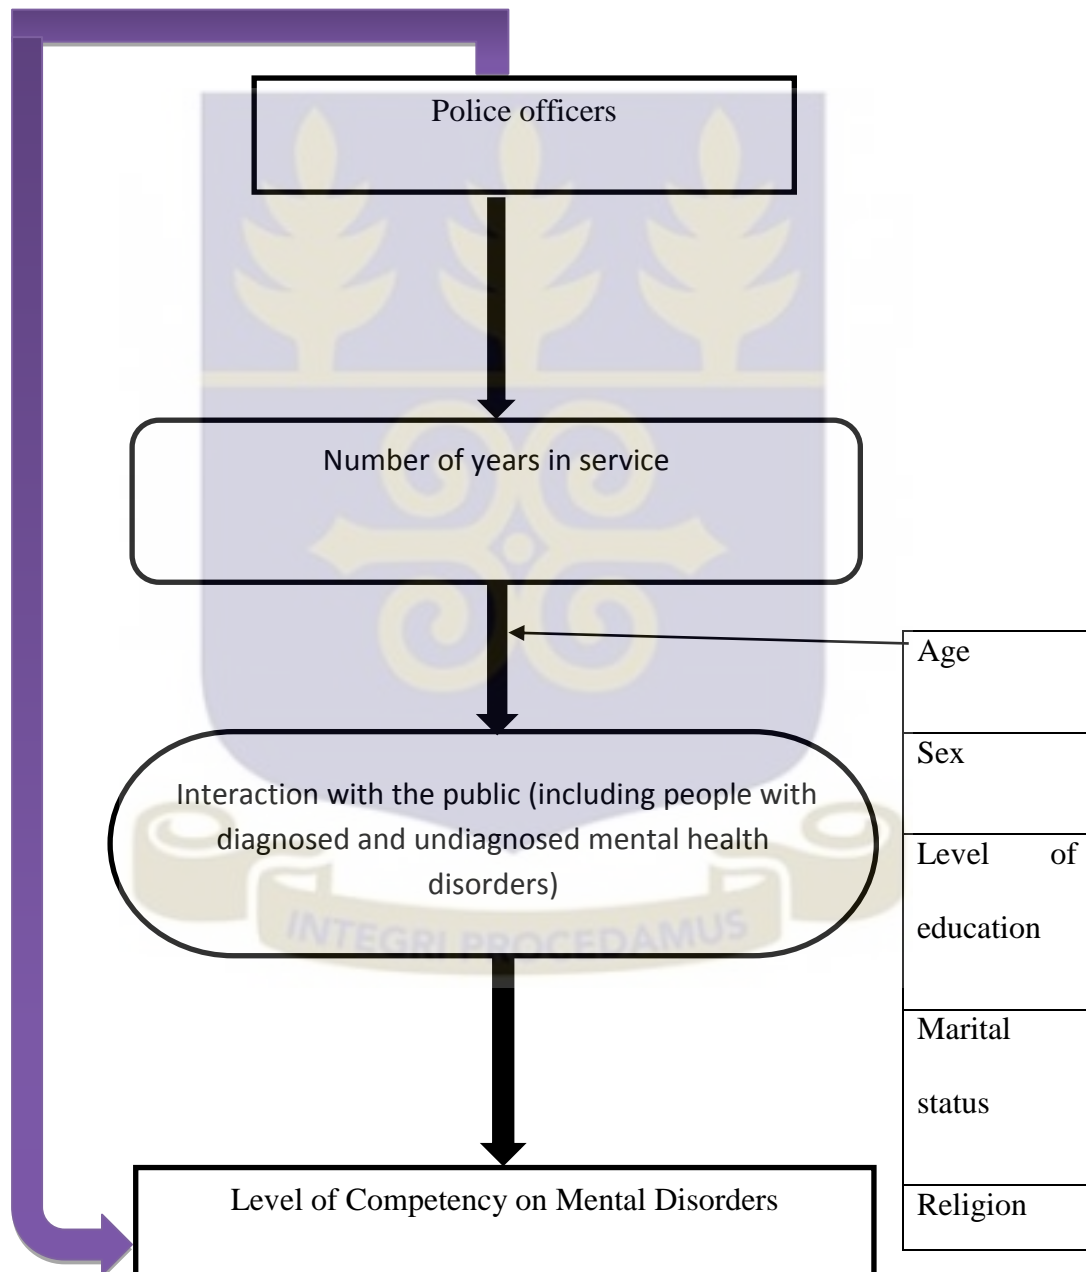 Police officers
Number of years in service
Age
Sex
Interaction with the public (including people with
diagnosed and undiagnosed mental health
disorders)
Level of
education
INTEGRI PROCEDAMUS
Marital
status
Level of Competency on Mental Disorders
Religion